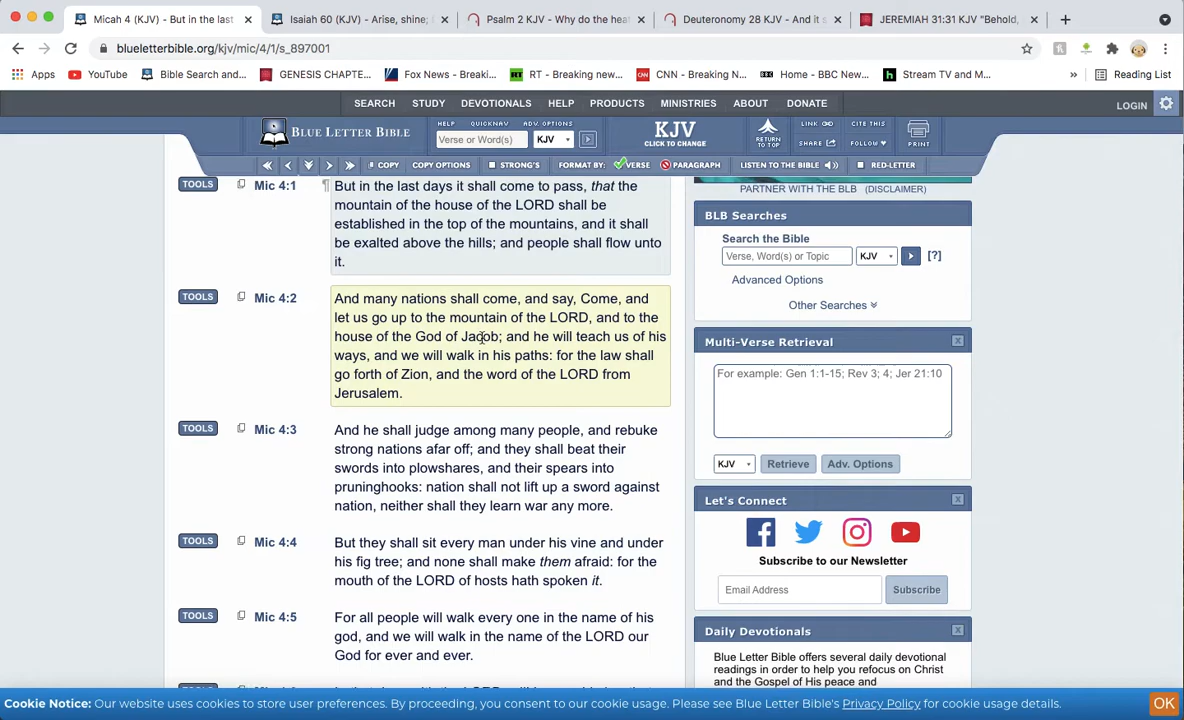 Micah 4 (KJV) - But in the last
Isaiah 60 (KJV) - Arise, shine;
Psalm 2 KJV - Why do the hea
Deuteronomy 28 KJV - And it s
JEREMIAH 31:31 KJV "Behold,
blueletterbible.org/kjv/mic/4/1/s_897001
Apps
YouTube
Bible Search and...
GENESIS CHAPTE...
Fox News - Breaki...
RT - Breaking new...
CNN - Breaking N...
Home - BBC New...
Stream TV and M...
»
Reading List
SEARCH STUDY DEVOTIONALS HELP PRODUCTS MINISTRIES ABOUT DONATE
LOGIN
BLUE LETTER BIBLE
HELP QUICKNAV ADV. OPTIONS
Verse or Word(s)
KJV
KJV
CLICK TO CHANGE
RETURN
TO TOP
LINK
CITE THIS
SHARE
FOLLOW
PRINT
COPY
COPY OPTIONS
STRONG'S
FORMAT BY:
VERSE
PARAGRAPH
LISTEN TO THE BIBLE
RED-LETTER
TOOLS
Mic 4:1
¶ But in the last days it shall come to pass, that the
mountain of the house of the LORD shall be
established in the top of the mountains, and it shall
be exalted above the hills; and people shall flow unto
it.
TOOLS
Mic 4:2
And many nations shall come, and say, Come, and
let us go up to the mountain of the LORD, and to the
house of the God of Jacob; and he will teach us of his
ways, and we will walk in his paths: for the law shall
go forth of Zion, and the word of the LORD from
Jerusalem.
TOOLS
Mic 4:3
And he shall judge among many people, and rebuke
strong nations afar off; and they shall beat their
swords into plowshares, and their spears into
pruninghooks: nation shall not lift up a sword against
nation, neither shall they learn war any more.
TOOLS
Mic 4:4
But they shall sit every man under his vine and under
his fig tree; and none shall make them afraid: for the
mouth of the LORD of hosts hath spoken it.
TOOLS
Mic 4:5
For all people will walk every one in the name of his
god, and we will walk in the name of the LORD our
God for ever and ever.
PARTNER WITH THE BLB (DISCLAIMER)
BLB Searches
Search the Bible
Verse, Word(s) or Topic
KJV
[?]
Advanced Options
Other Searches
Multi-Verse Retrieval
For example: Gen 1:1-15; Rev 3; 4; Jer 21:10
KJV
Retrieve
Adv. Options
Let's Connect
Subscribe to our Newsletter
Email Address
Subscribe
Daily Devotionals
Blue Letter Bible offers several daily devotional
readings in order to help you refocus on Christ
and the Gospel of His peace and
Cookie Notice: Our website uses cookies to store user preferences. By proceeding, you consent to our cookie usage. Please see Blue Letter Bible's Privacy Policy for cookie usage details.
OK